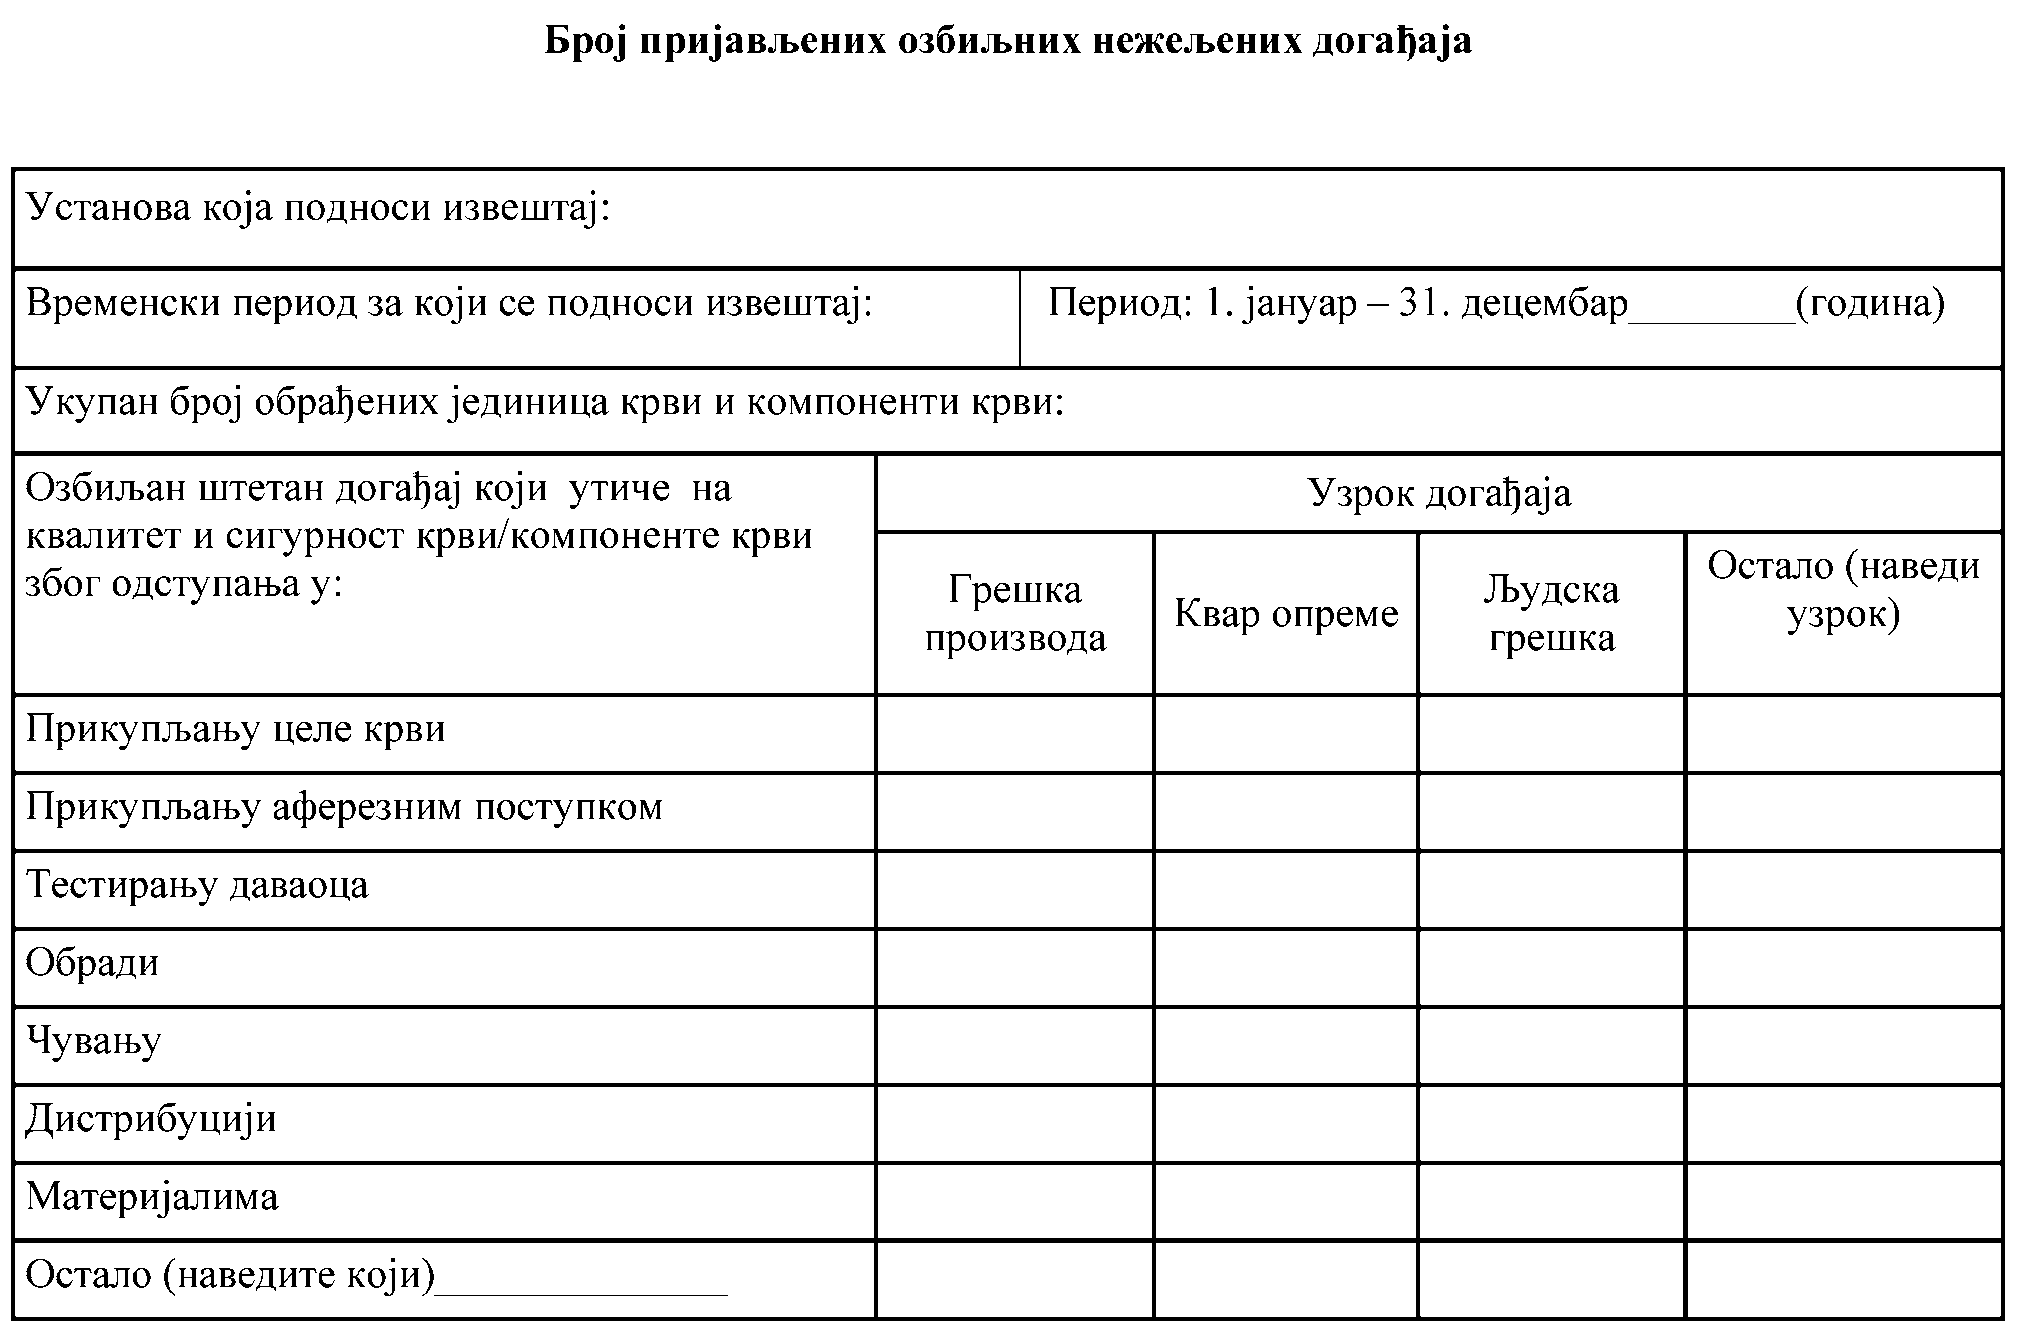 Број пријављених озбиљних нежељених догађаја
Установа која подноси извештај:
Временски период за који се подноси извештај:
Период: 1. јануар – 31. децембар________(година)
Укупан број обрађених јединица крви и компоненти крви:
Озбиљан штетан догађај који утиче на
квалитет и сигурност крви/компоненте крви
због одступања у:
Узрок догађаја
Грешка
производа
Квар опреме
Људска
грешка
Остало (наведи
узрок)
Прикупљању целе крви
Прикупљању аферезним поступком
Тестирању даваоца
Обради
Чувању
Дистрибуцији
Материјалима
Остало (наведите који)______________